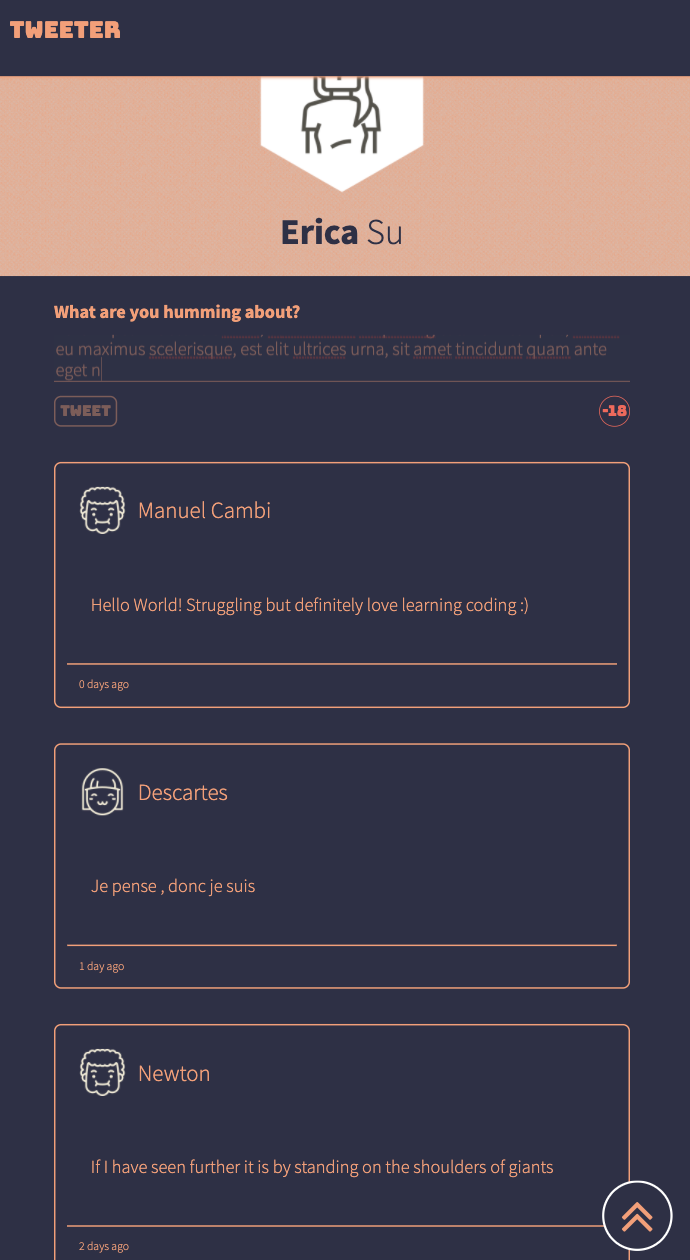 TWEETER
Erica Su
What are you humming about?
eu maximus scelerisque, est elit ultrices urna, sit amet tincidunt quam ante
eget n
TWEET
-18
Manuel Cambi
Hello World! Struggling but definitely love learning coding :)
0 days ago
Descartes
Je pense , donc je suis
1 day ago
Newton
If I have seen further it is by standing on the shoulders of giants
2 days ago